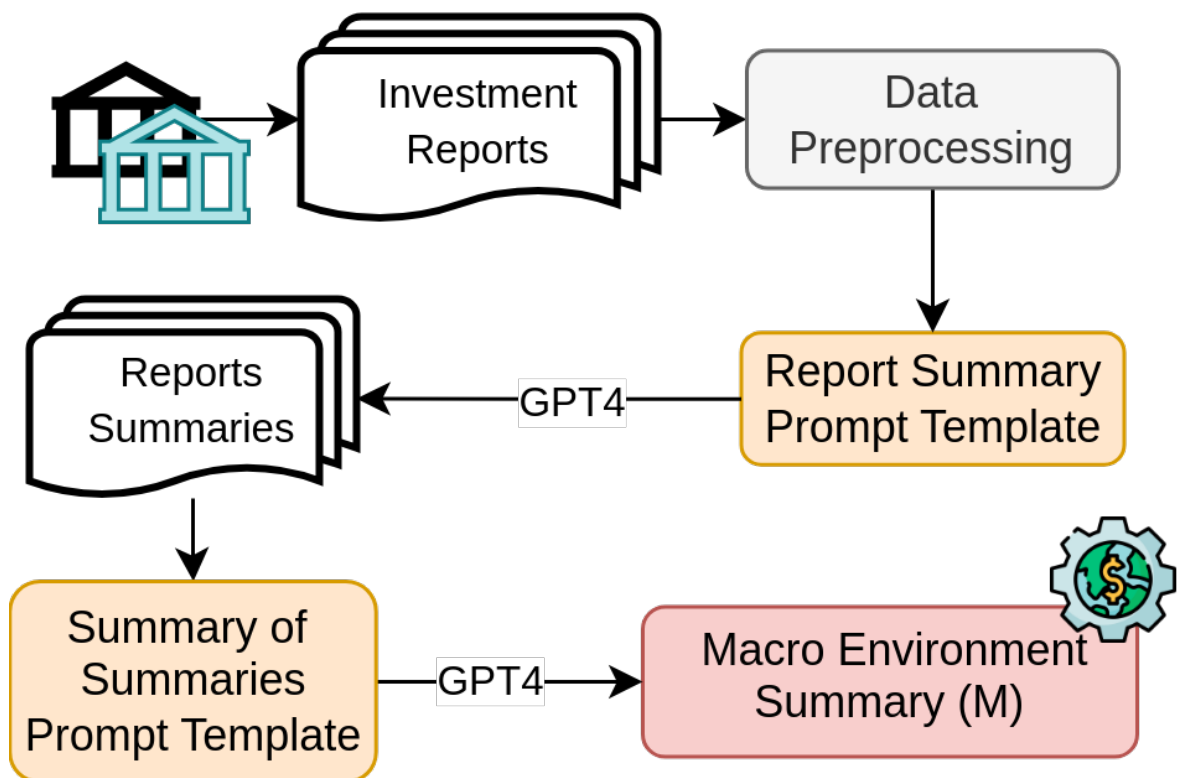 Investment
Reports
Data
Preprocessing
Report Summary
Prompt Template
GPT4
Reports
Summaries
Summary of
Summaries
Prompt Template
GPT4
Macro Environment
Summary (M)
$